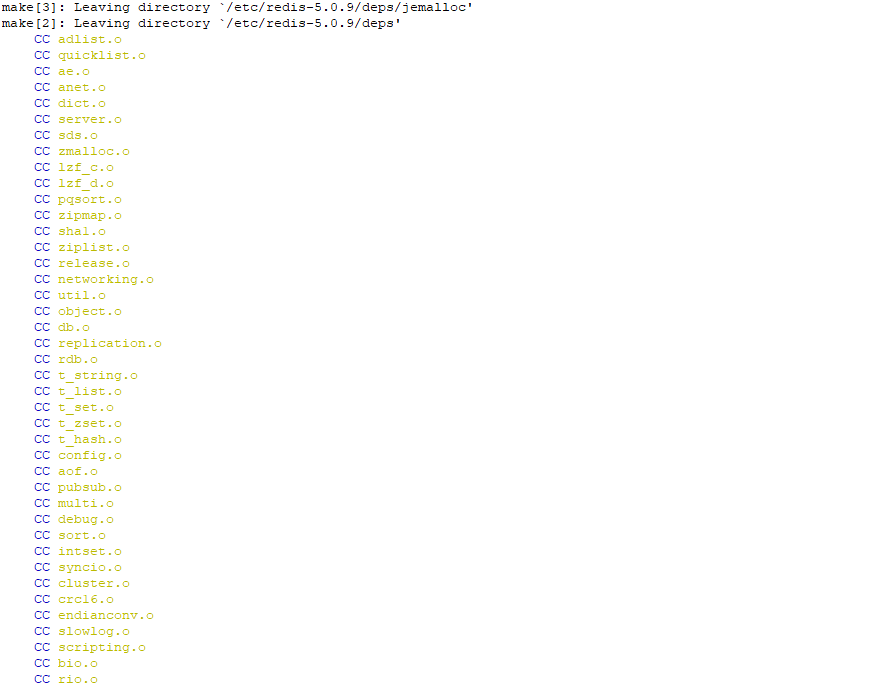 make[3]: Leaving directory `/etc/redis-5.0.9/deps/jemalloc'
make[2]: Leaving directory `/etc/redis-5.0.9/deps'
CC adlist.o
CC quicklist.o
CC ae.o
CC anet.o
CC dict.o
CC server.o
CC sds.o
CC zmalloc.o
CC lzf_c.o
CC lzf_d.o
CC pqsort.o
CC zipmap.o
CC sha1.o
CC ziplist.o
CC release.o
CC networking.o
CC util.o
CC object.o
CC db.o
CC replication.o
CC rdb.o
CC t_string.o
CC t_list.o
CC t_set.o
CC t_zset.o
CC t_hash.o
CC config.o
CC aof.o
CC pubsub.o
CC multi.o
CC debug.o
CC sort.o
CC intset.o
CC syncio.o
CC cluster.o
CC crc16.o
CC endianconv.o
CC slowlog.o
CC scripting.o
CC bio.o
CC rio.o